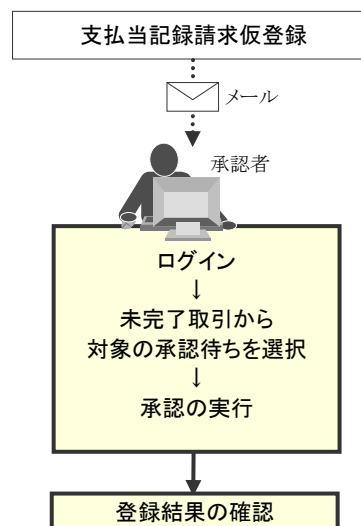 支払当記録請求仮登録
メール
承認者
ログイン
↓
未完了取引から
対象の承認待ちを選択
↓
承認の実行
登録結果の確認